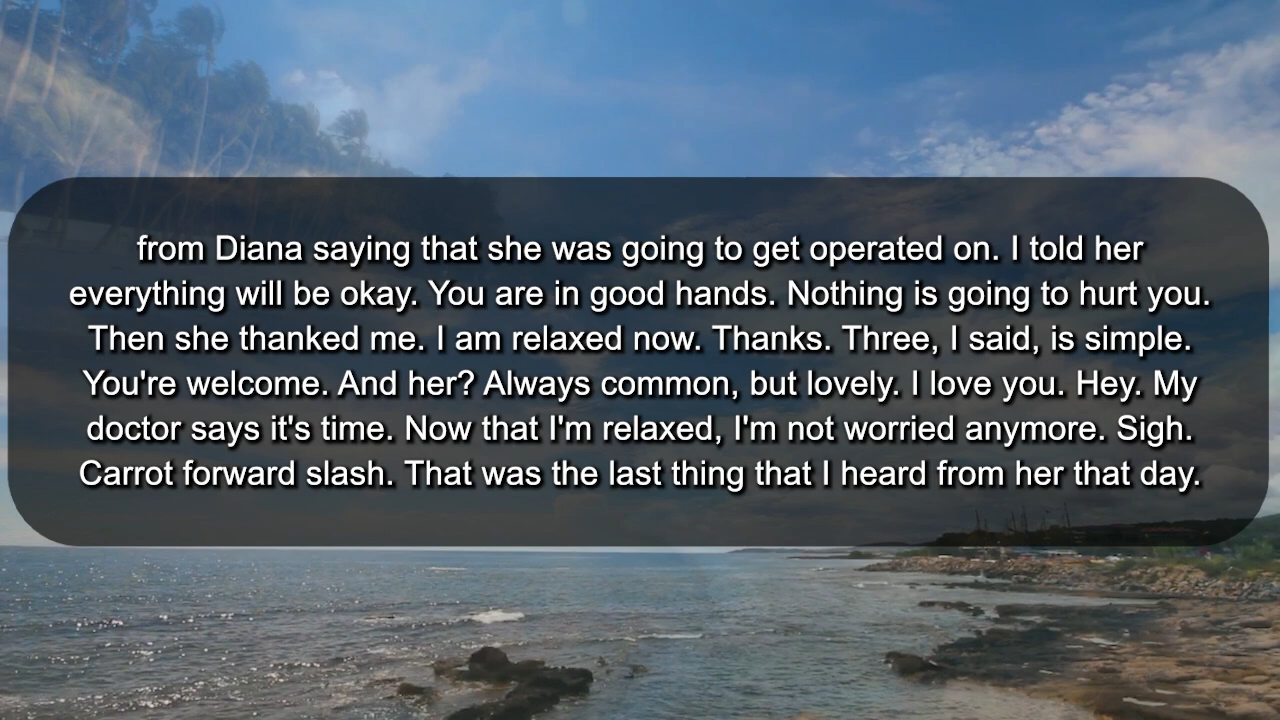 from Diana saying that she was going to get operated on. I told her
everything will be okay. You are in good hands. Nothing is going to hurt you.
Then she thanked me. I am relaxed now. Thanks. Three, I said, is simple.
You're welcome. And her? Always common, but lovely. I love you. Hey. My
doctor says it's time. Now that I'm relaxed, I'm not worried anymore. Sigh.
Carrot forward slash. That was the last thing that I heard from her that day.